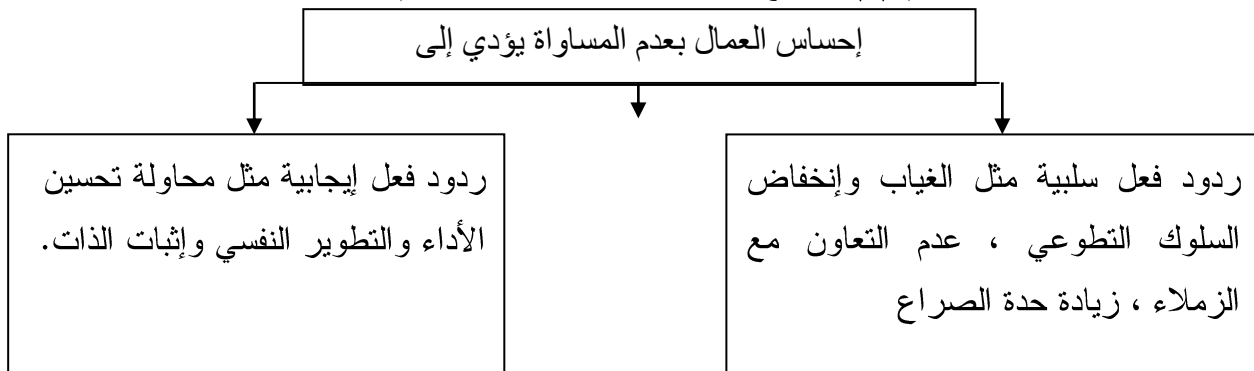 إحساس العمال بعدم المساواة يؤدي إلى
ردود فعل سلبية مثل الغياب وإنخفاض
السلوك التطوعي ، عدم التعاون مع
الزملاء ، زيادة حدة الصراع
ردود فعل إيجابية مثل محاولة تحسين
الأداء والتطوير النفسي وإثبات الذات.